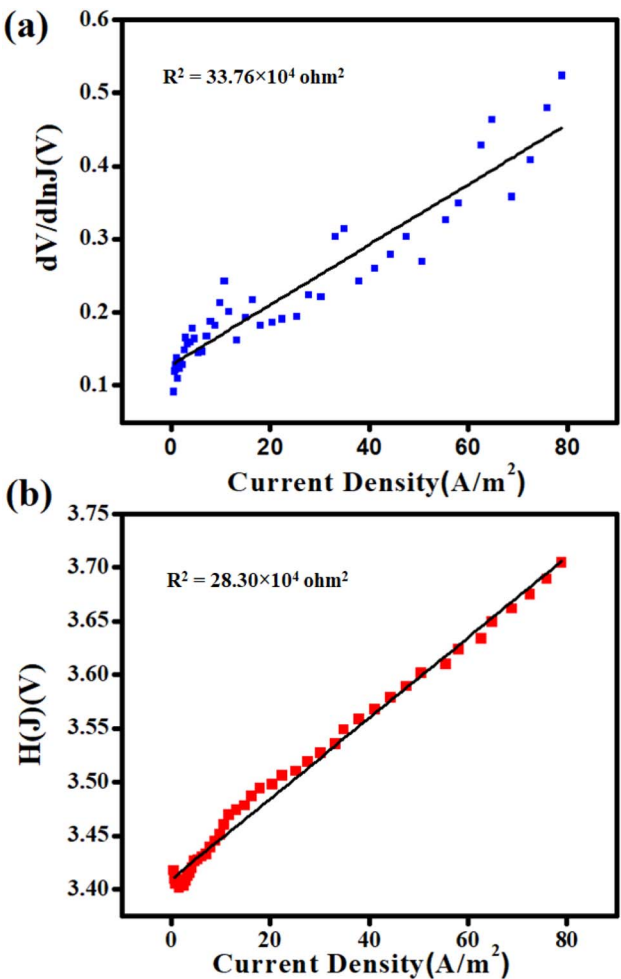 (a)
0.6
0.5
0.4
0.3
0.2
0.1
dV/dlnJ(V)
R² = 33.76×10⁴ ohm²
0 20 40 60 80
Current Density(A/m²)
(b)
3.75
3.70
3.65
3.60
3.55
3.50
3.45
3.40
H(J)(V)
R² = 28.30×10⁴ ohm²
0 20 40 60 80
Current Density(A/m²)